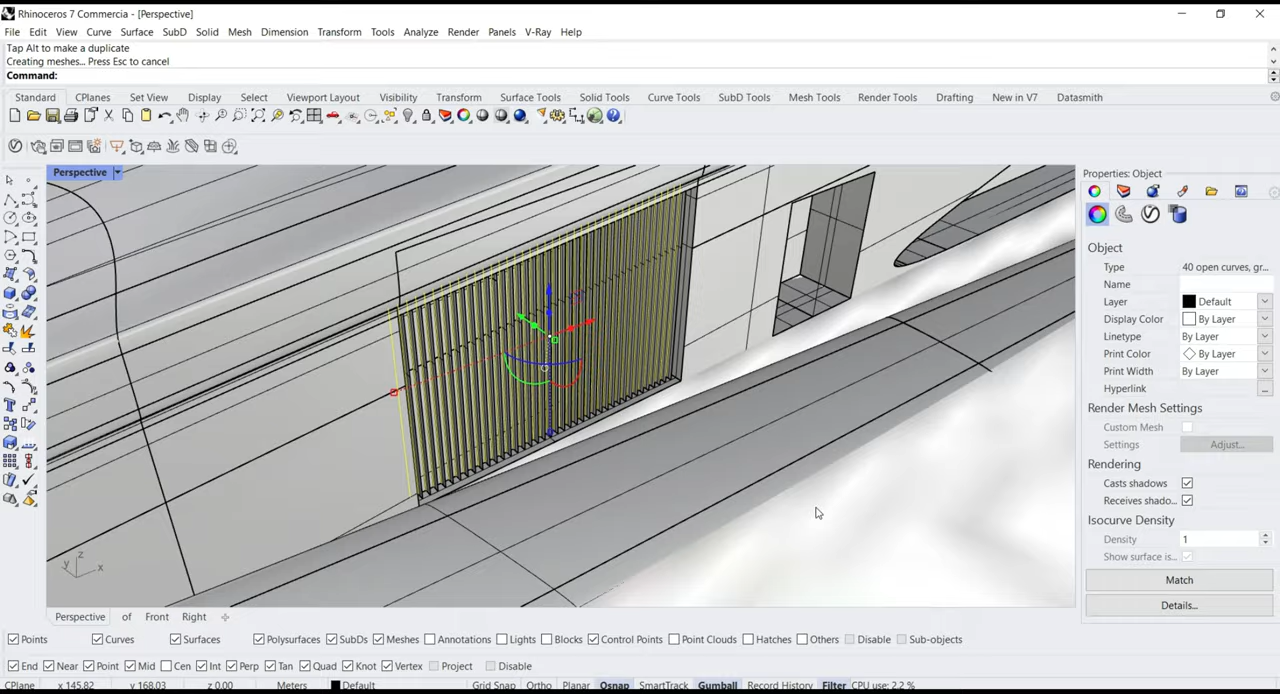 Rhinoceros 7 Commercia - [Perspective]
File Edit View Curve Surface SubD Solid Mesh Dimension Transform Tools Analyze Render Panels V-Ray Help
Tap Alt to make a duplicate
Creating meshes... Press Esc to cancel
Command:
Standard CPlanes Set View Display Select Viewport Layout Visibility Transform Surface Tools Solid Tools Curve Tools SubD Tools Mesh Tools Render Tools Drafting New in V7 Datasmith
Perspective
Properties: Object
Object
Type 40 open curves, gr...
Name
Layer Default
Display Color By Layer
Linetype By Layer
Print Color By Layer
Print Width By Layer
Hyperlink ...
Render Mesh Settings
Custom Mesh
Settings Adjust...
Rendering
Casts shadows
Receives shado...
Isocurve Density
Density 1
Show surface is...
Match
Details...
z
y
x
Perspective of Front Right
Points Curves Surfaces Polysurfaces SubDs Meshes Annotations Lights Blocks Control Points Point Clouds Hatches Others Disable Sub-objects
End Near Point Mid Cen Int Perp Tan Quad Knot Vertex Project Disable
CPlane x 145.82 y 168.03 z 0.00 Meters Default Grid Snap Ortho Planar Osnap SmartTrack Gumball Record History Filter CPU use: 2.2 %